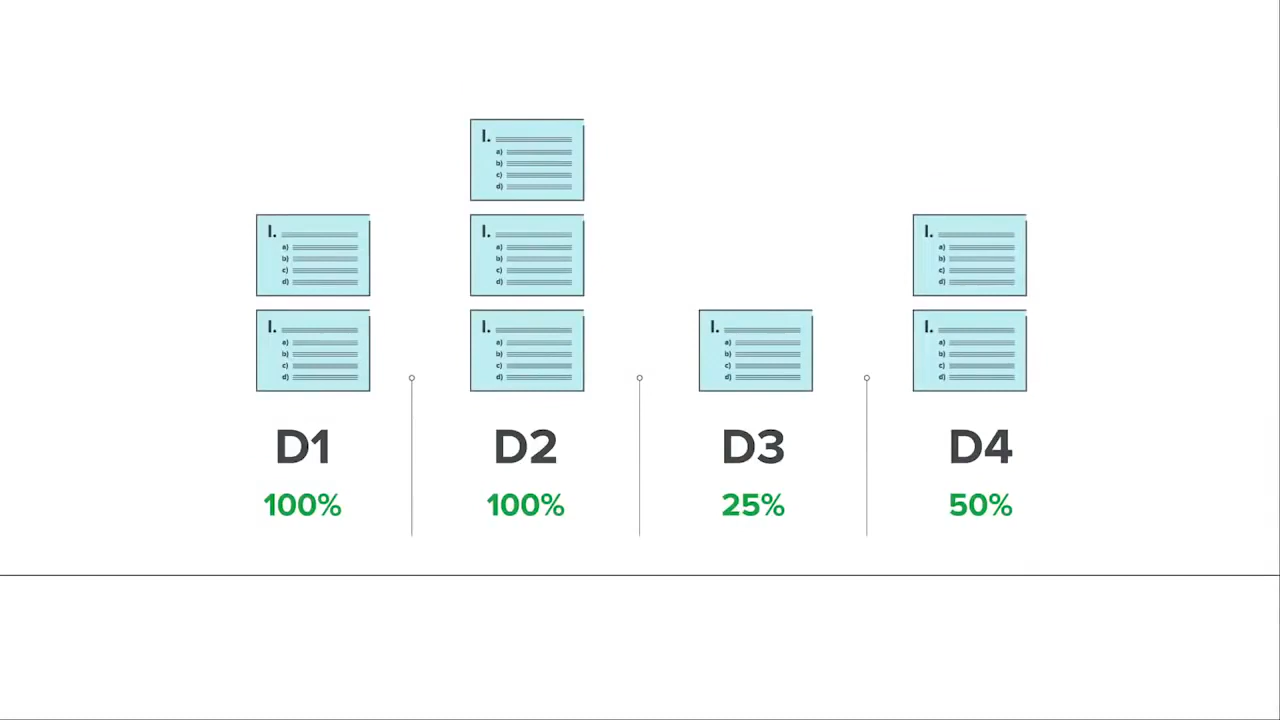 I.
a)
b)
c)
d)
I.
a)
b)
c)
d)
I.
a)
b)
c)
d)
I.
a)
b)
c)
d)
I.
a)
b)
c)
d)
I.
a)
b)
c)
d)
I.
a)
b)
c)
d)
I.
a)
b)
c)
d)
D1 D2 D3 D4
100% 100% 25% 50%